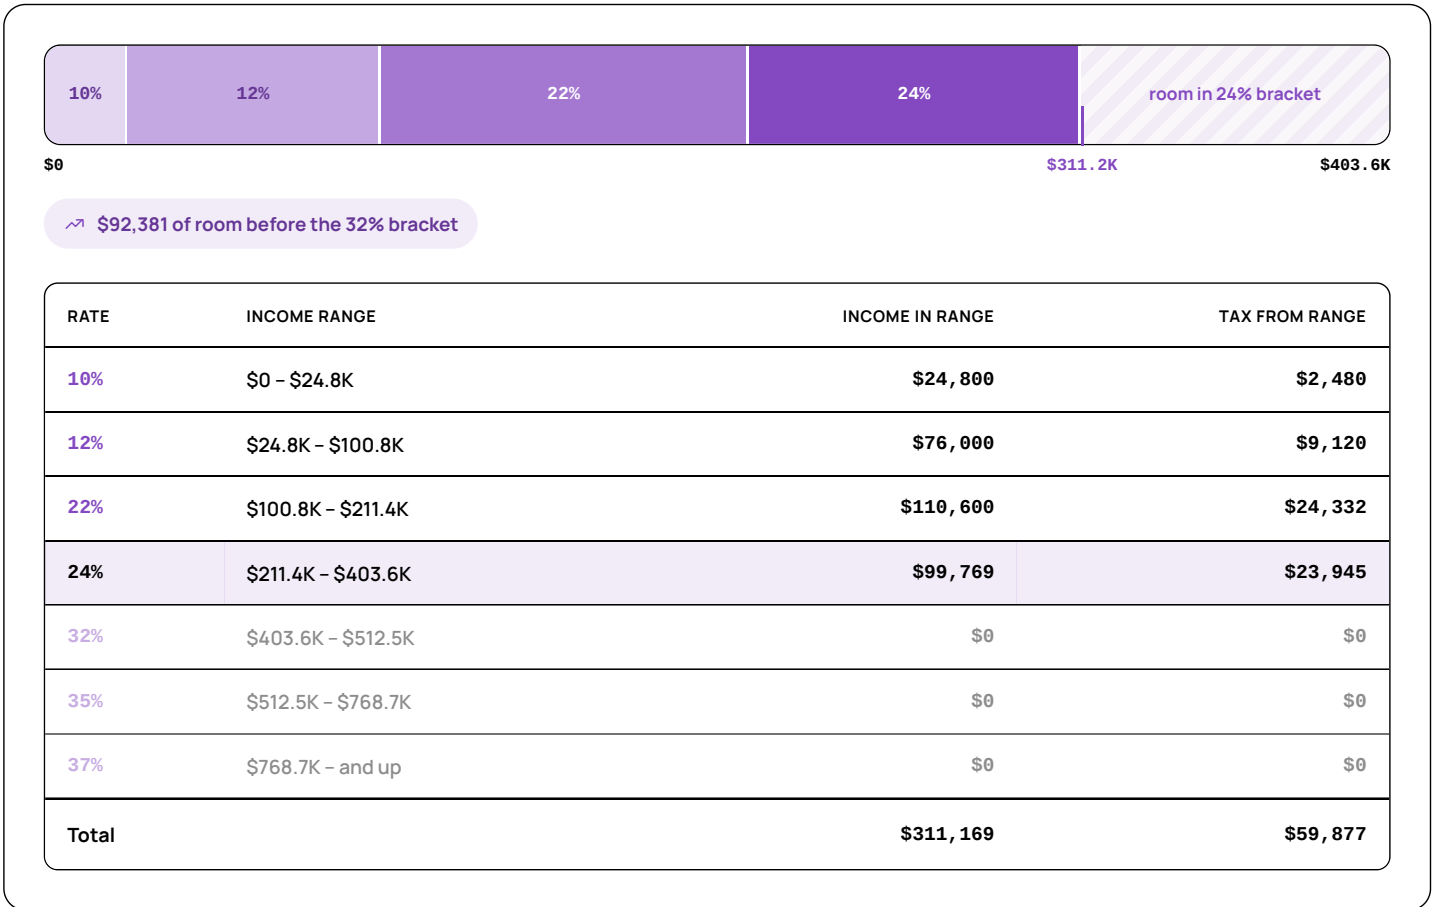 10% 12% 22% 24% room in 24% bracket
$0 $311.2K $403.6K
$92,381 of room before the 32% bracket
RATE INCOME RANGE INCOME IN RANGE TAX FROM RANGE
10% $0 – $24.8K $24,800 $2,480
12% $24.8K – $100.8K $76,000 $9,120
22% $100.8K – $211.4K $110,600 $24,332
24% $211.4K – $403.6K $99,769 $23,945
32% $403.6K – $512.5K $0 $0
35% $512.5K – $768.7K $0 $0
37% $768.7K – and up $0 $0
Total $311,169 $59,877